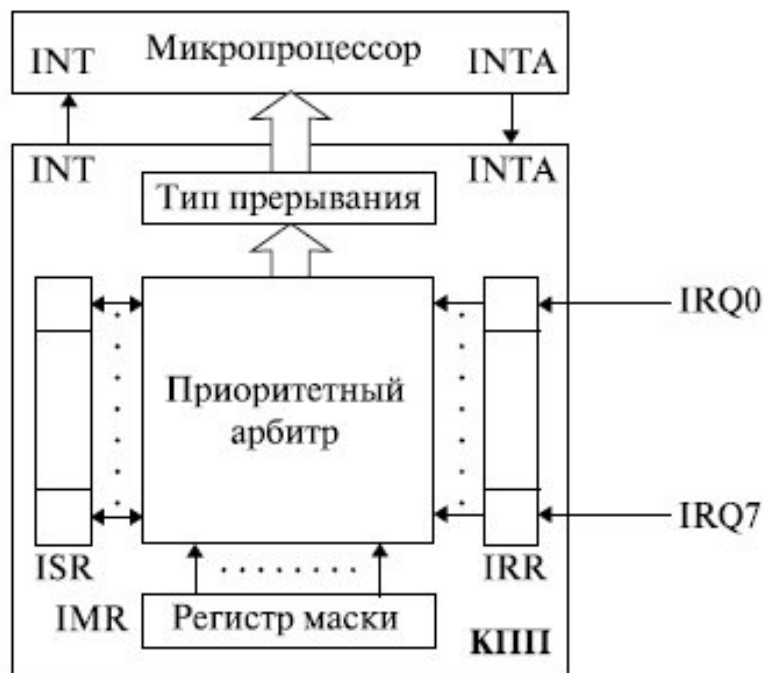 Микропроцессор
INT
INTA
INT
INTA
Тип прерывания
IRQ0
Приоритетный
арбитр
IRQ7
ISR
IRR
IMR
Регистр маски
КПП